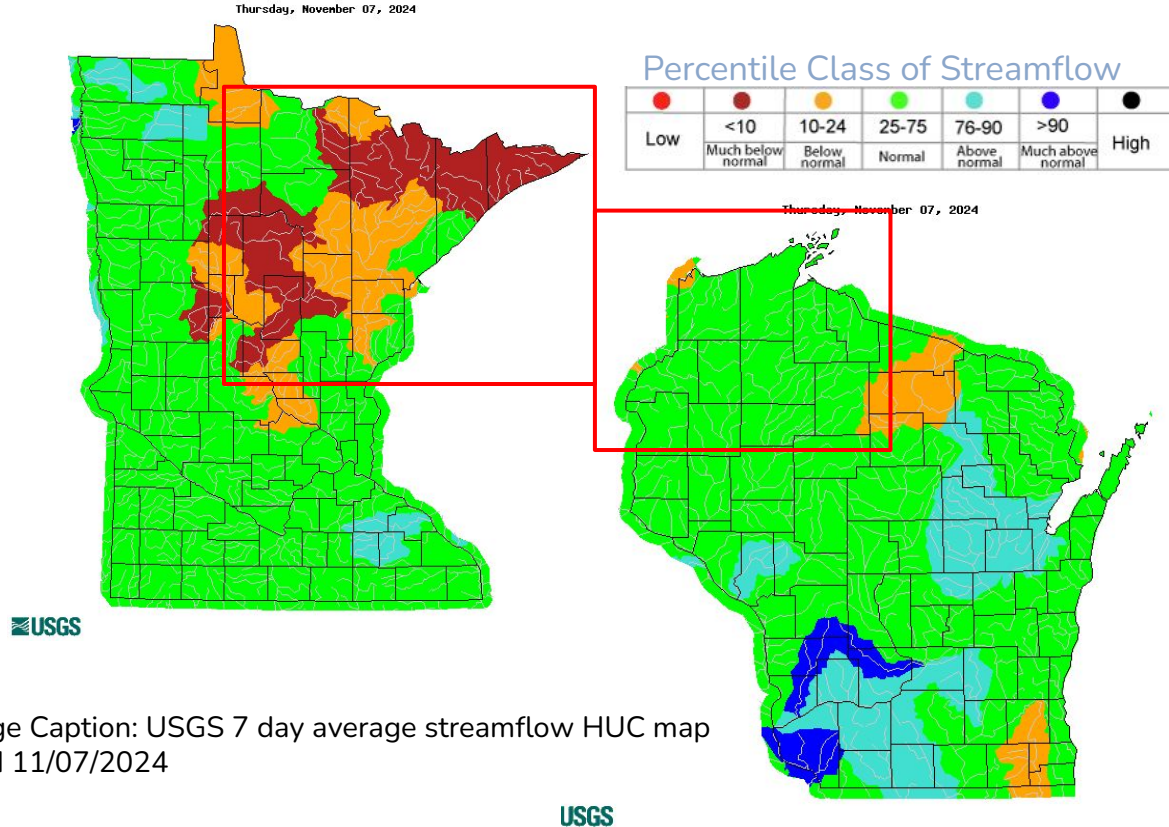 Thursday, November 07, 2024
Percentile Class of Streamflow
Low
<10
10-24
25-75
76-90
>90
High
Much below normal
Below normal
Normal
Above normal
Much above normal
Thursday, November 07, 2024
USGS
ge Caption: USGS 7 day average streamflow HUC map
11/07/2024
USGS